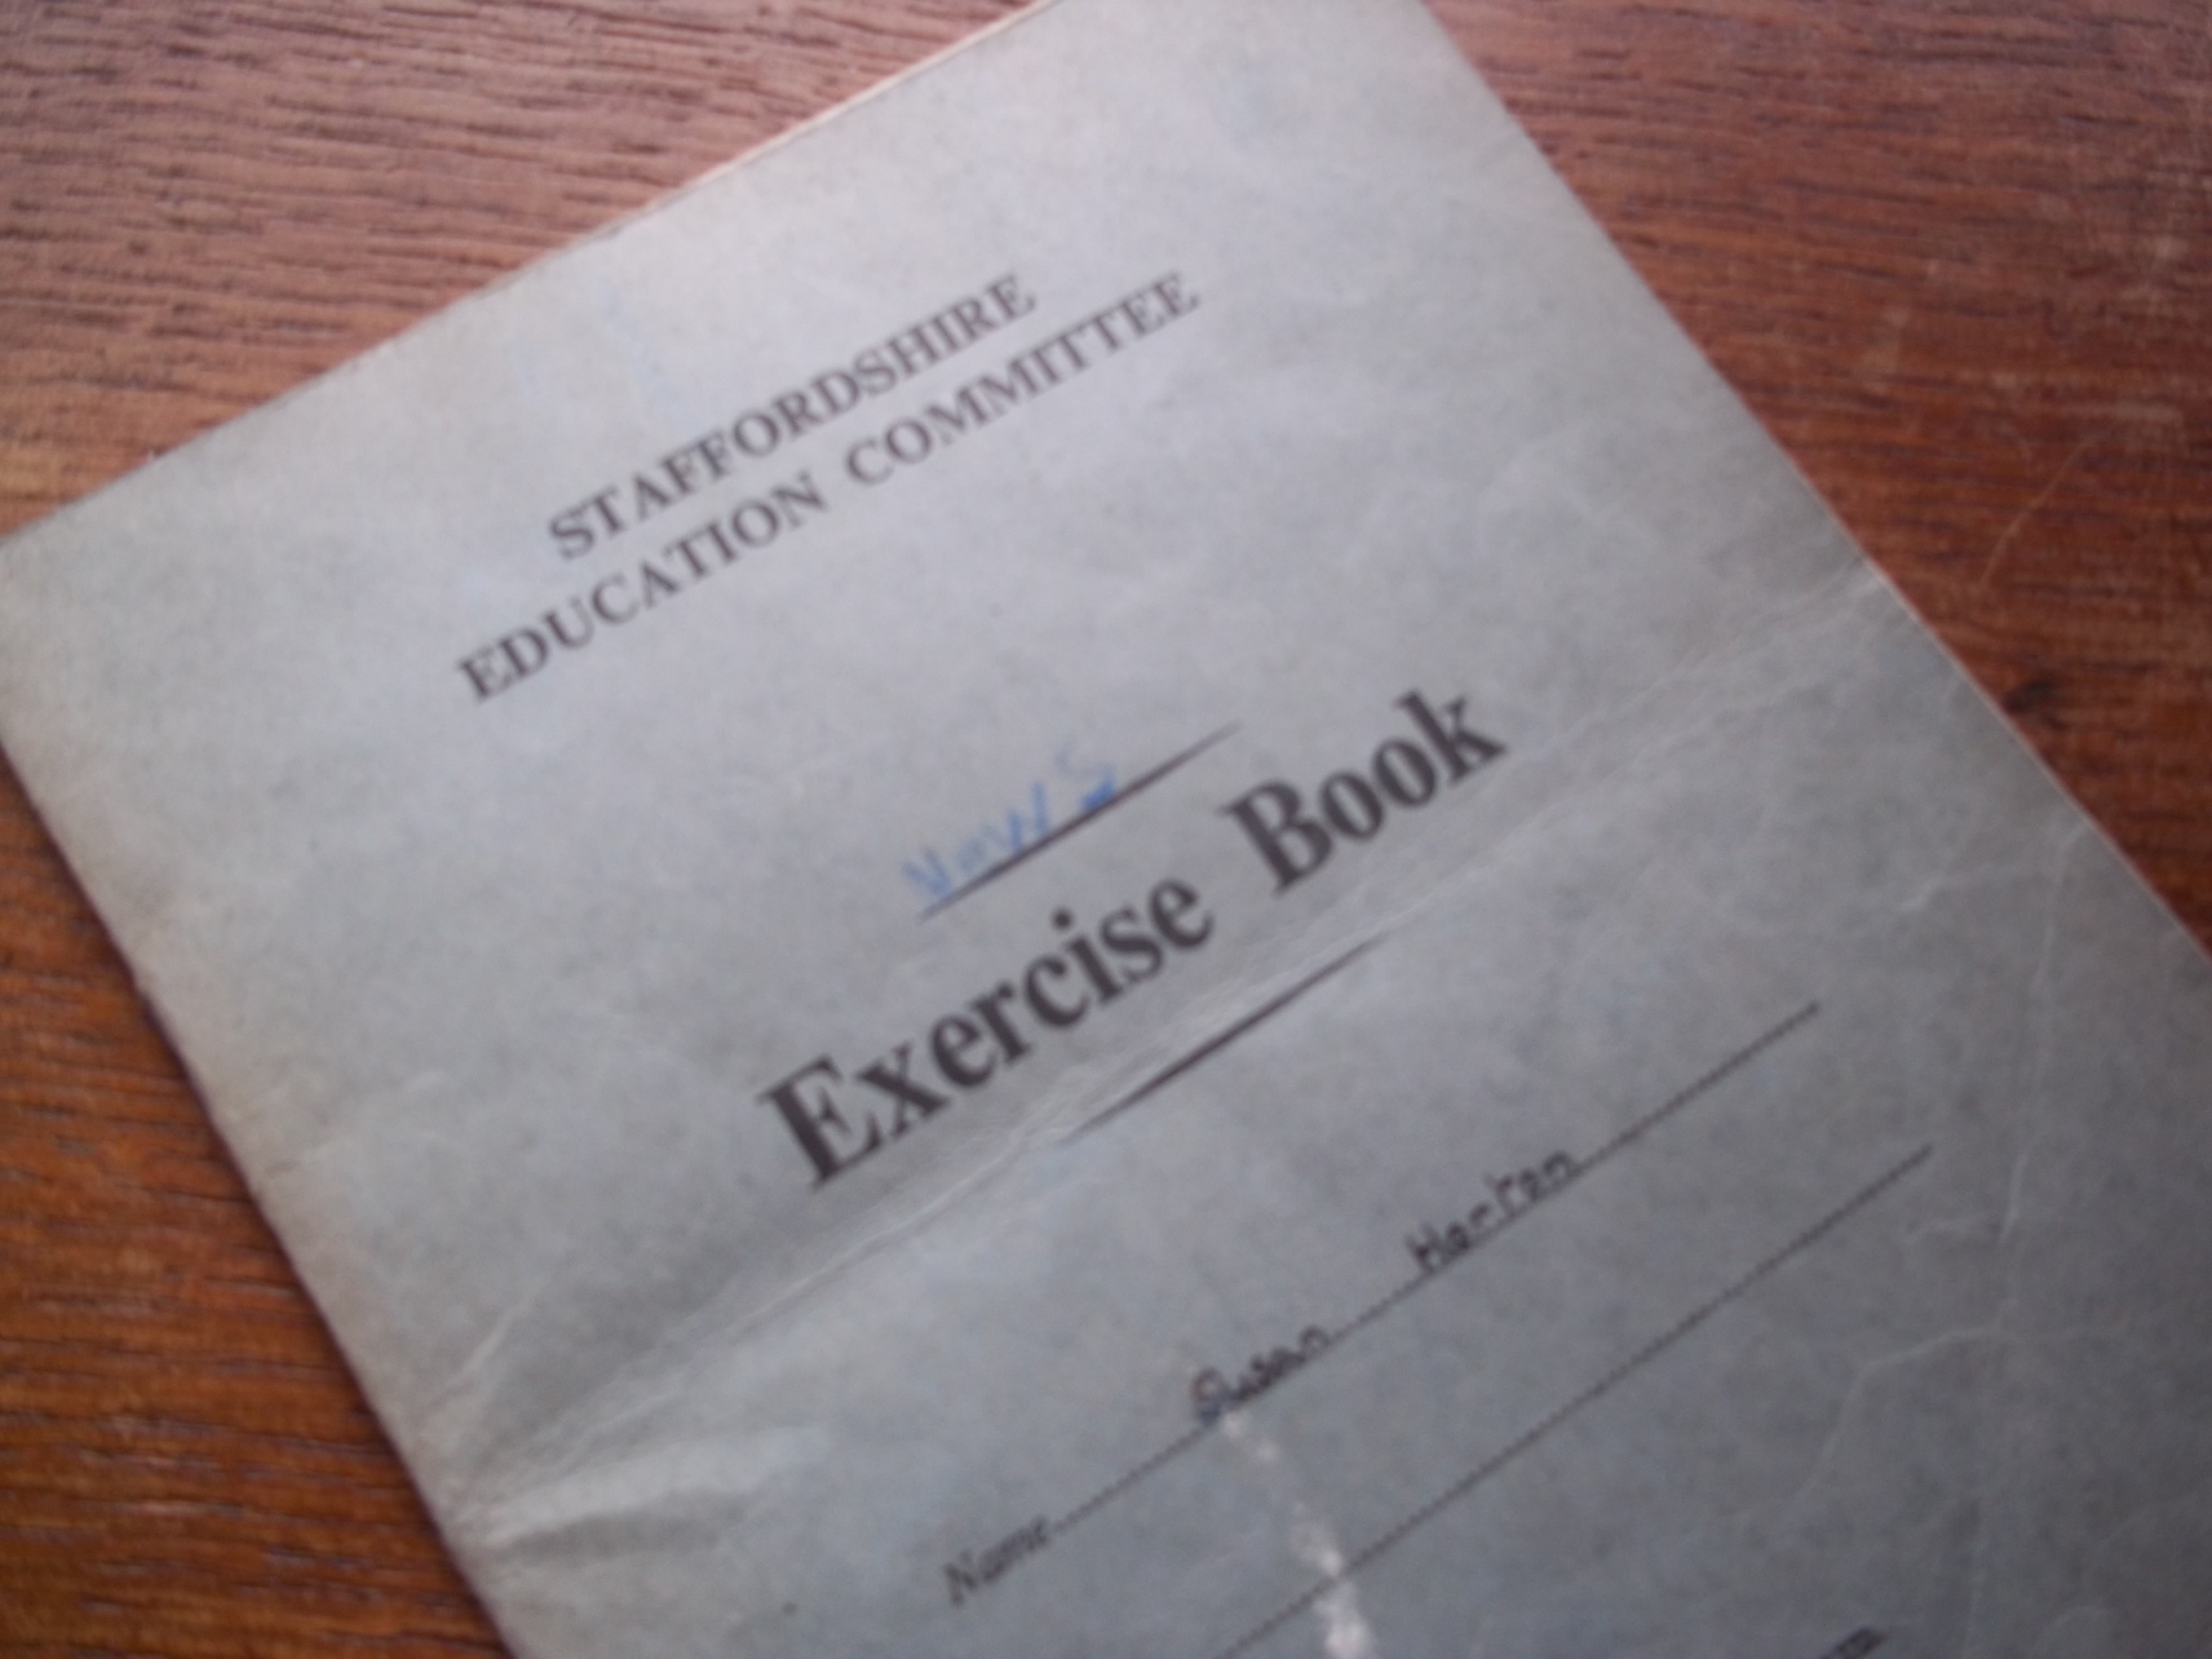 STAFFORDSHIRE
EDUCATION COMMITTEE
News
Exercise Book
Name Susan Horton